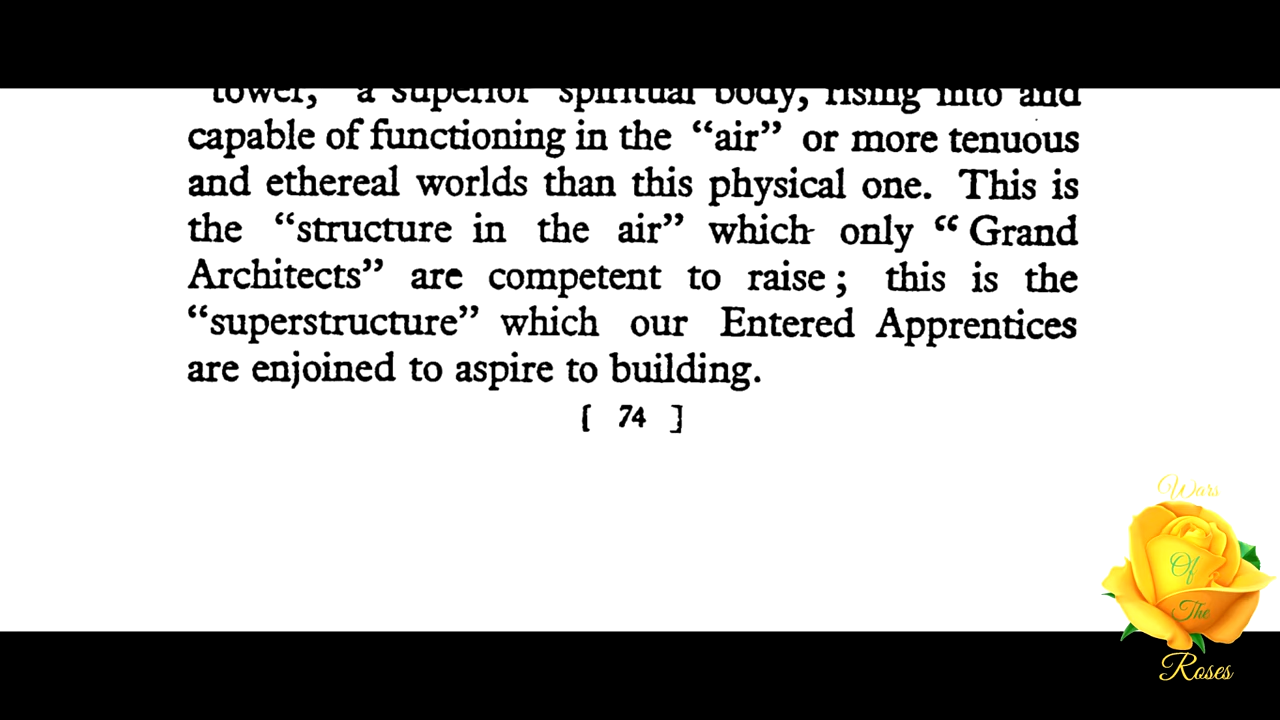 tower," a superior spiritual body, rising into and
capable of functioning in the “air” or more tenuous
and ethereal worlds than this physical one. This is
the “structure in the air” which only “Grand
Architects” are competent to raise; this is the
“superstructure” which our Entered Apprentices
are enjoined to aspire to building.
[ 74 ]
Wars
Of
The
Roses